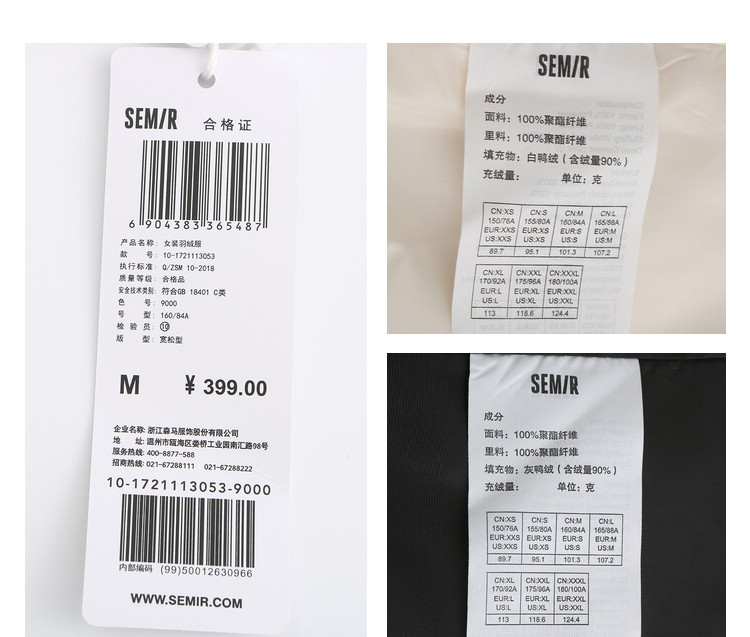 SEMIR 合格证
6 904383 365487
产品名称: 女装羽绒服
款 号: 10-1721113053
执行标准: Q/ZSM 10-2018
质量等级: 合格品
安全技术类别: 符合GB 18401 C类
色 号: 9000
号 型: 160/84A
检 验 员: 10
版 型: 宽松型
M ¥ 399.00
企业名称: 浙江森马服饰股份有限公司
地 址: 温州市瓯海区娄桥工业园南汇路98号
服务热线: 400-8877-588
招商热线: 021-67288111 021-67288222
10-1721113053-9000
内部编码 (99)50012630966
WWW.SEMIR.COM
SEMIR
成分
面料: 100%聚酯纤维
里料: 100%聚酯纤维
填充物: 白鸭绒(含绒量90%)
充绒量: 单位: 克
CN:XS CN:S CN:M CN:L
150/76A 155/80A 160/84A 165/88A
EUR:XXS EUR:XS EUR:S EUR:M
US:XXS US:XS US:S US:M
89.7 95.1 101.3 107.2
CN:XL CN:XXL CN:XXXL
170/92A 175/96A 180/100A
EUR:L EUR:XL EUR:XXL
US:L US:XL US:XXL
113 118.6 124.4
SEMIR
成分
面料: 100%聚酯纤维
里料: 100%聚酯纤维
填充物: 灰鸭绒(含绒量90%)
充绒量: 单位: 克
CN:XS CN:S CN:M CN:L
150/76A 155/80A 160/84A 165/88A
EUR:XXS EUR:XS EUR:S EUR:M
US:XXS US:XS US:S US:M
89.7 95.1 101.3 107.2
CN:XL CN:XXL CN:XXXL
170/92A 175/96A 180/100A
EUR:L EUR:XL EUR:XXL
US:L US:XL US:XXL
113 118.6 124.4